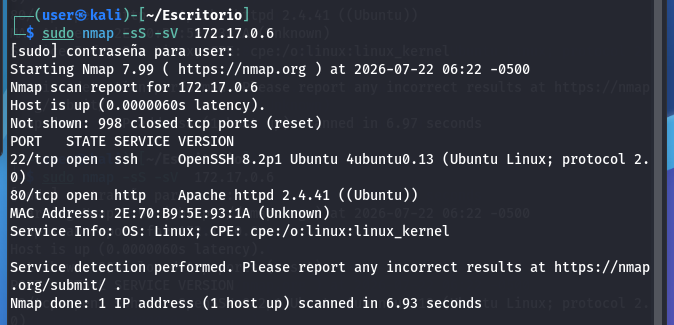 (user㉿kali)-[~/Escritorio]
$ sudo nmap -sS -sV 172.17.0.6
[sudo] contraseña para user:
Starting Nmap 7.99 ( https://nmap.org ) at 2026-07-22 06:22 -0500
Nmap scan report for 172.17.0.6
Host is up (0.0000060s latency).
Not shown: 998 closed tcp ports (reset)
PORT   STATE SERVICE VERSION
22/tcp open  ssh     OpenSSH 8.2p1 Ubuntu 4ubuntu0.13 (Ubuntu Linux; protocol 2.
0)
80/tcp open  http    Apache httpd 2.4.41 ((Ubuntu))
MAC Address: 2E:70:B9:5E:93:1A (Unknown)
Service Info: OS: Linux; CPE: cpe:/o:linux:linux_kernel
Service detection performed. Please report any incorrect results at https://nmap
.org/submit/ .
Nmap done: 1 IP address (1 host up) scanned in 6.93 seconds